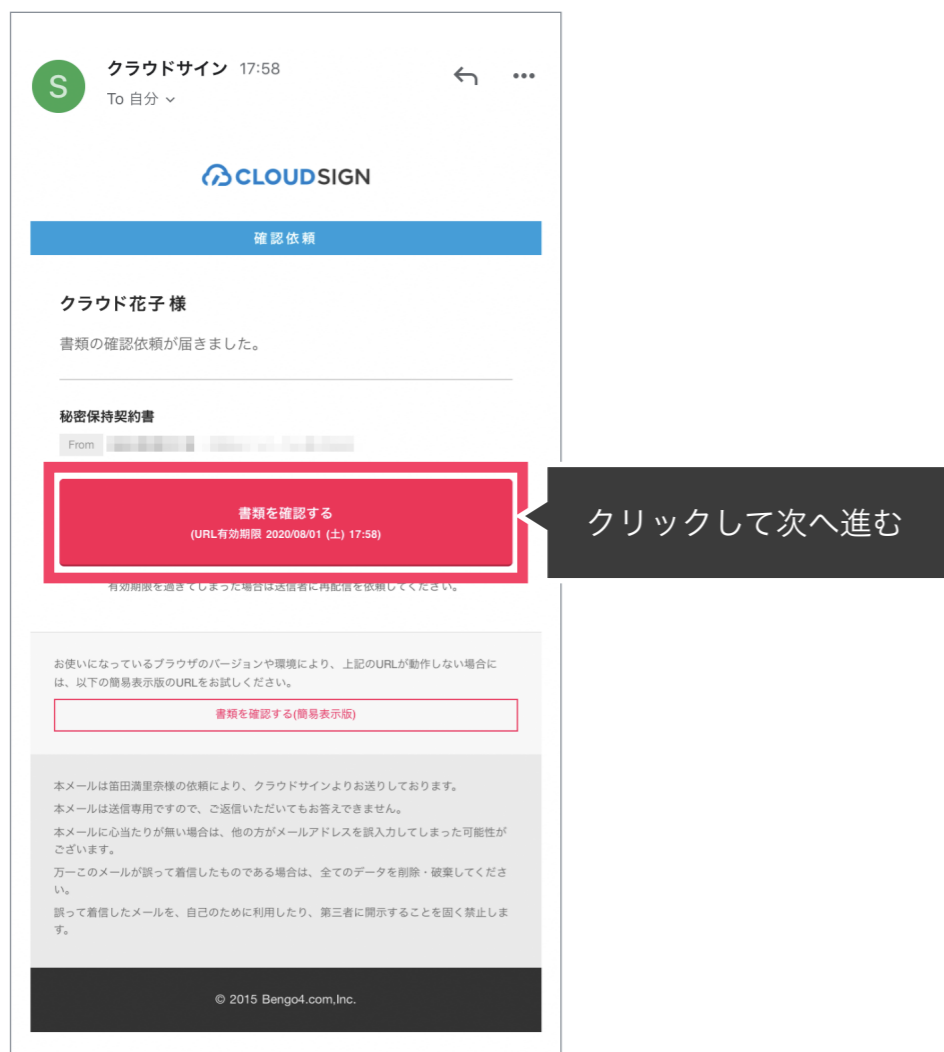 S
クラウドサイン 17:58
To 自分
CLOUDSIGN
確認依頼
クラウド花子 様
書類の確認依頼が届きました。
秘密保持契約書
From
書類を確認する
(URL有効期限 2020/08/01 (土) 17:58)
クリックして次へ進む
有効期限を過ぎてしまった場合は送信者に再配信を依頼してください。
お使いになっているブラウザのバージョンや環境により、上記のURLが動作しない場合に
は、以下の簡易表示版のURLをお試しください。
書類を確認する(簡易表示版)
本メールは笛田満里奈様の依頼により、クラウドサインよりお送りしております。
本メールは送信専用ですので、ご返信いただいてもお答えできません。
本メールに心当たりが無い場合は、他の方がメールアドレスを誤入力してしまった可能性が
ございます。
万一このメールが誤って着信したものである場合は、全てのデータを削除・破棄してくださ
い。
誤って着信したメールを、自己のために利用したり、第三者に開示することを固く禁止しま
す。
© 2015 Bengo4.com,Inc.